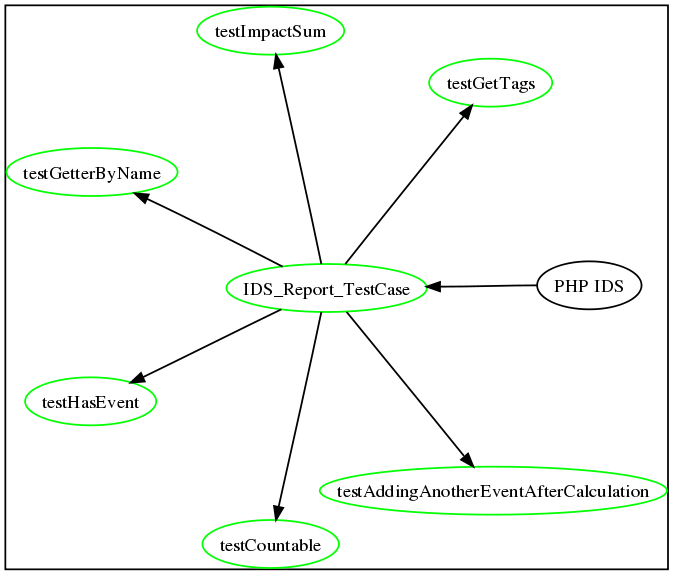 testImpactSum
testGetTags
testGetterByName
IDS_Report_TestCase
PHP IDS
testHasEvent
testAddingAnotherEventAfterCalculation
testCountable